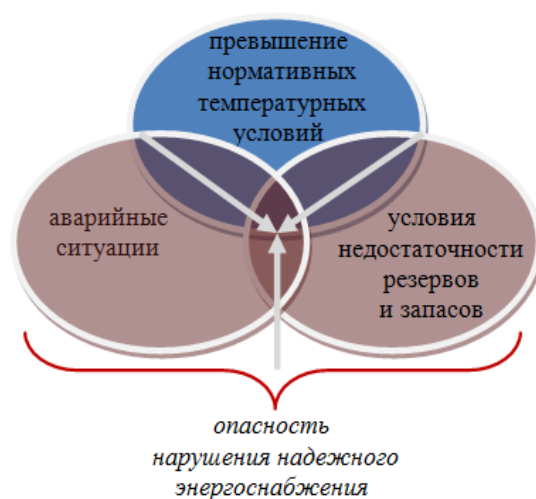 превышение
нормативных
температурных
условий
аварийные
ситуации
условия
недостаточности
резервов
и запасов
опасность
нарушения надежного
энергоснабжения